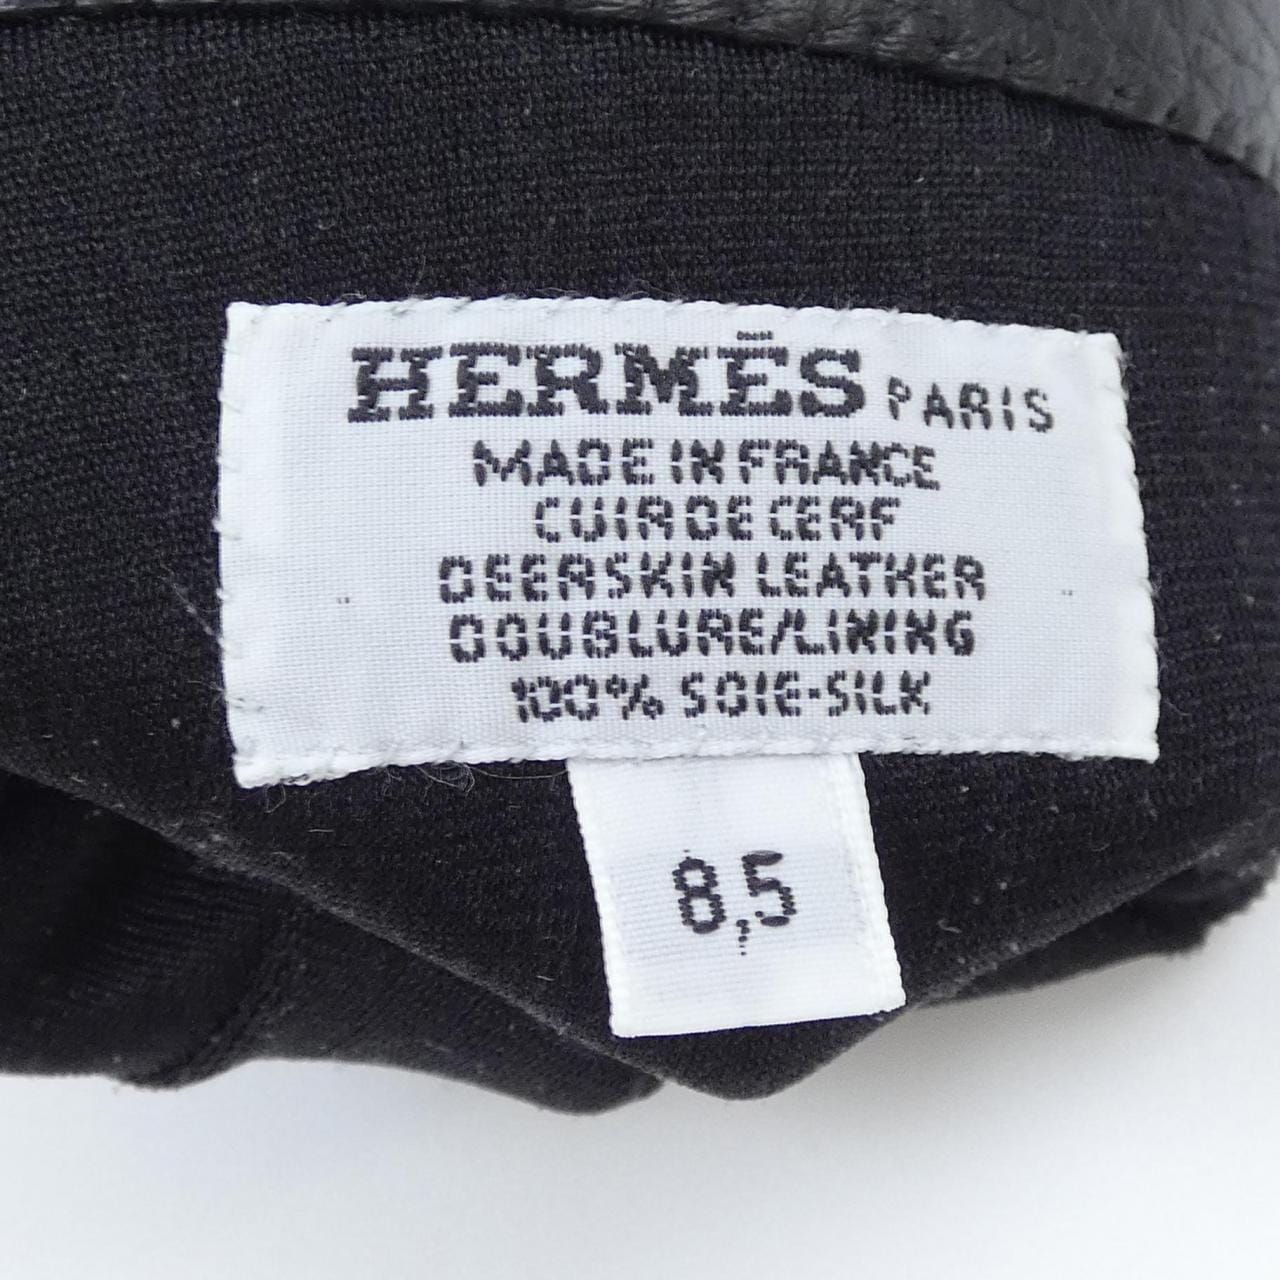 HERMÈS PARIS
MADE IN FRANCE
CUIR DE CERF
DEERSKIN LEATHER
DOUBLURE/LINING
100% SOIE-SILK
8,5